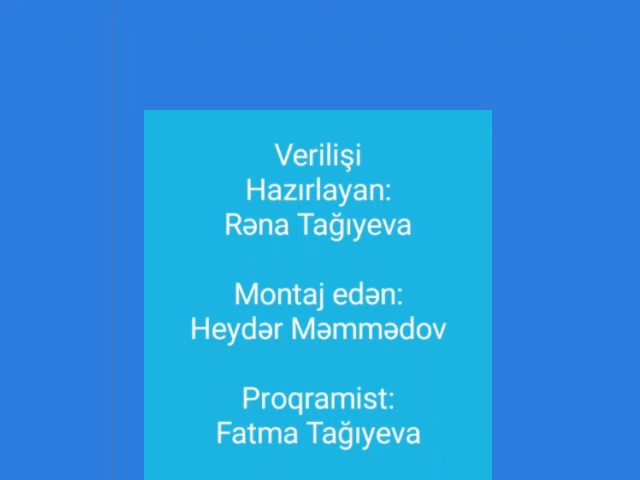 Verilişi
Hazırlayan:
Rəna Tağıyeva
Montaj edən:
Heydər Məmmədov
Proqramist:
Fatma Tağıyeva